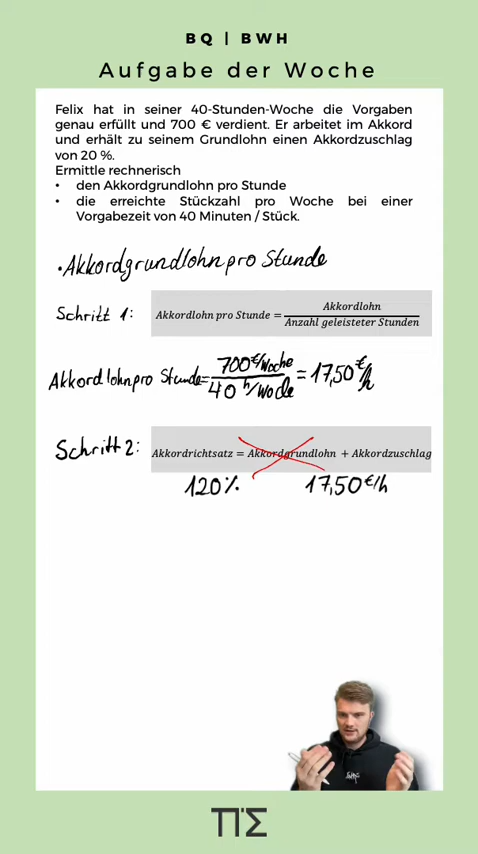 BQ | BWH
Aufgabe der Woche
Felix hat in seiner 40-Stunden-Woche die Vorgaben
genau erfüllt und 700 € verdient. Er arbeitet im Akkord
und erhält zu seinem Grundlohn einen Akkordzuschlag
von 20 %.
Ermittle rechnerisch
• den Akkordgrundlohn pro Stunde
• die erreichte Stückzahl pro Woche bei einer
Vorgabezeit von 40 Minuten / Stück.
• Akkordgrundlohn pro Stunde
Schritt 1: Akkordlohn pro Stunde = Akkordlohn / Anzahl geleisteter Stunden
Akkordlohn pro Stunde = 700 €/Woche / 40 h/Woche = 17,50 €/h
Schritt 2: Akkordrichtsatz = Akkordgrundlohn + Akkordzuschlag
120% 17,50 €/h
ΠΣ